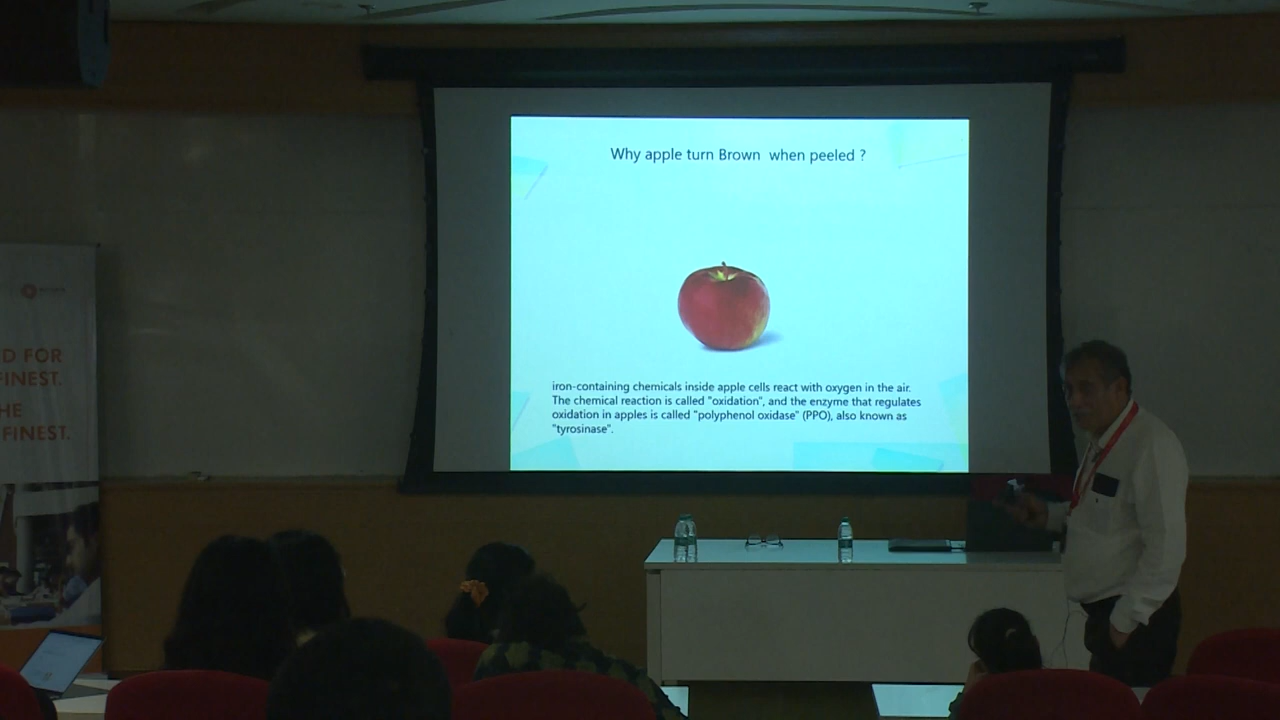 Why apple turn Brown when peeled ?
iron-containing chemicals inside apple cells react with oxygen in the air.
The chemical reaction is called "oxidation", and the enzyme that regulates
oxidation in apples is called "polyphenol oxidase" (PPO), also known as
"tyrosinase".
D FOR
FINEST.
HE
FINEST.